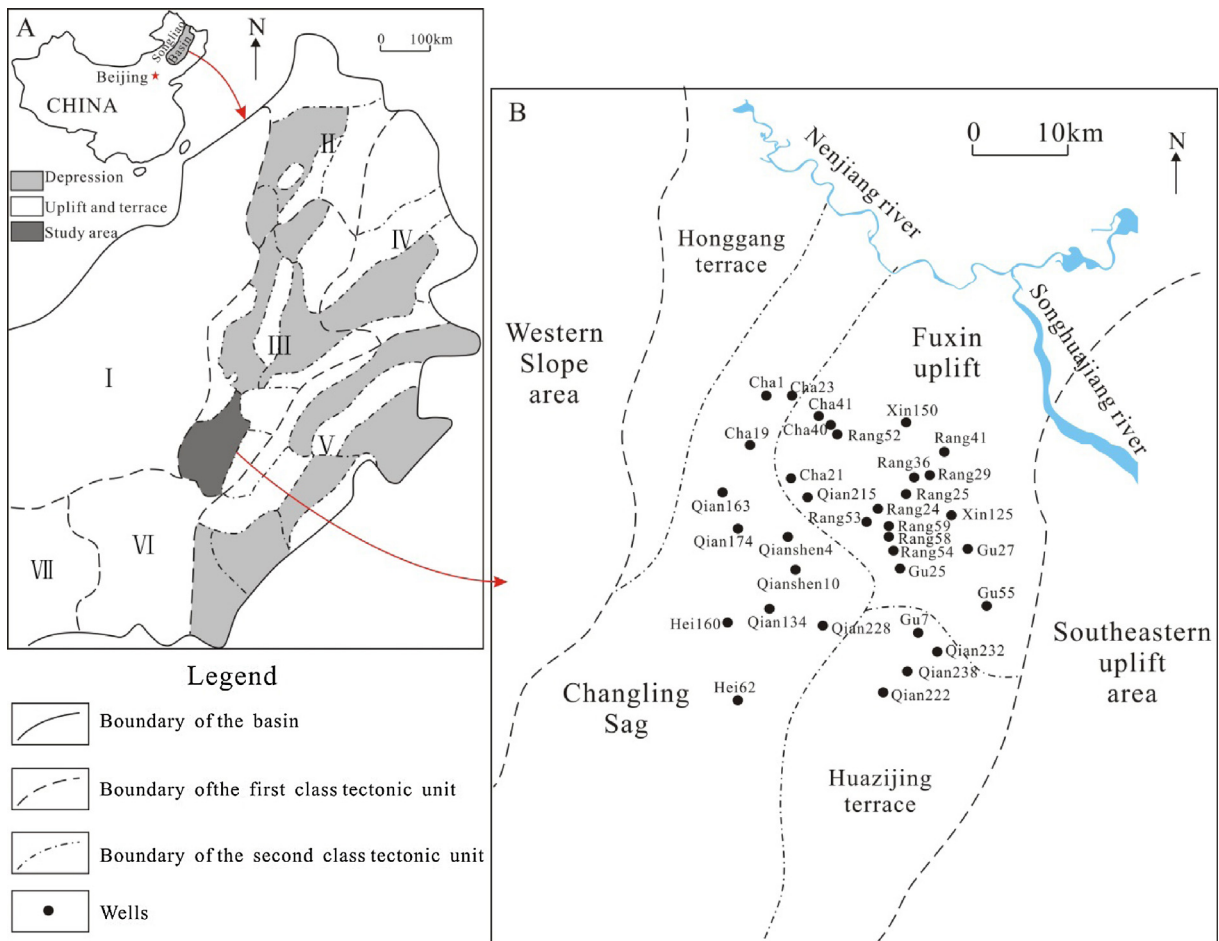 A
Songliao
Basin
N
0 100km
Beijing
CHINA
Depression
Uplift and terrace
Study area
II
IV
III
I
V
VI
VII
Legend
Boundary of the basin
Boundary of the first class tectonic unit
Boundary of the second class tectonic unit
Wells
B
0 10km
N
Nenjiang river
Honggang
terrace
Songhuajiang river
Western
Slope
area
Fuxin
uplift
Cha1
Cha23
Cha41
Xin150
Cha40
Rang52
Cha19
Rang41
Rang36
Rang29
Cha21
Qian163
Qian215
Rang25
Rang24
Rang53
Xin125
Rang59
Qian174
Rang58
Qianshen4
Rang54
Gu27
Gu25
Qianshen10
Gu55
Hei160
Qian134
Qian228
Gu7
Qian232
Qian238
Hei62
Qian222
Southeastern
uplift
area
Changling
Sag
Huazijing
terrace